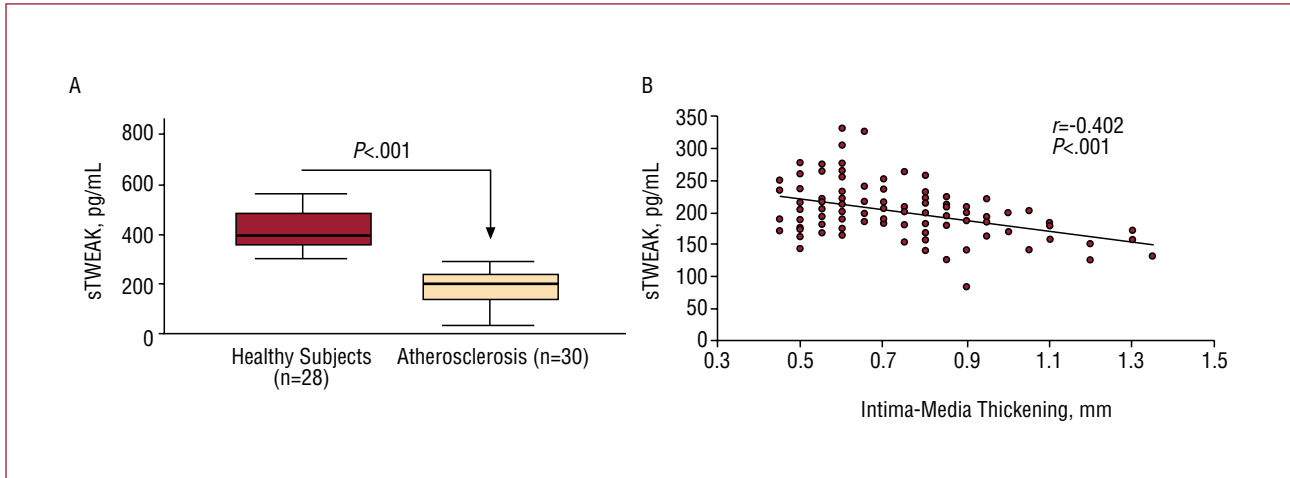 A
sTWEAK, pg/mL
800
600
400
200
0
P<.001
Healthy Subjects
(n=28)
Atherosclerosis (n=30)
B
sTWEAK, pg/mL
350
300
250
200
150
100
50
0
r=-0.402
P<.001
0.3 0.5 0.7 0.9 1.1 1.3 1.5
Intima-Media Thickening, mm